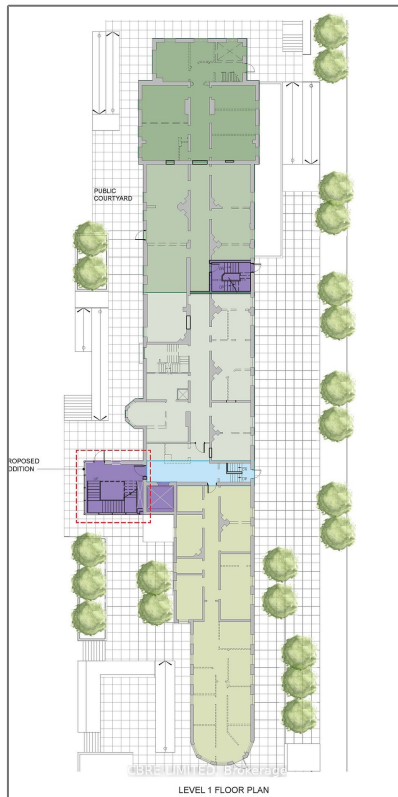 PUBLIC
COURTYARD
ROPOSED
DDITION
CBRE LIMITED, Brokerage
LEVEL 1 FLOOR PLAN